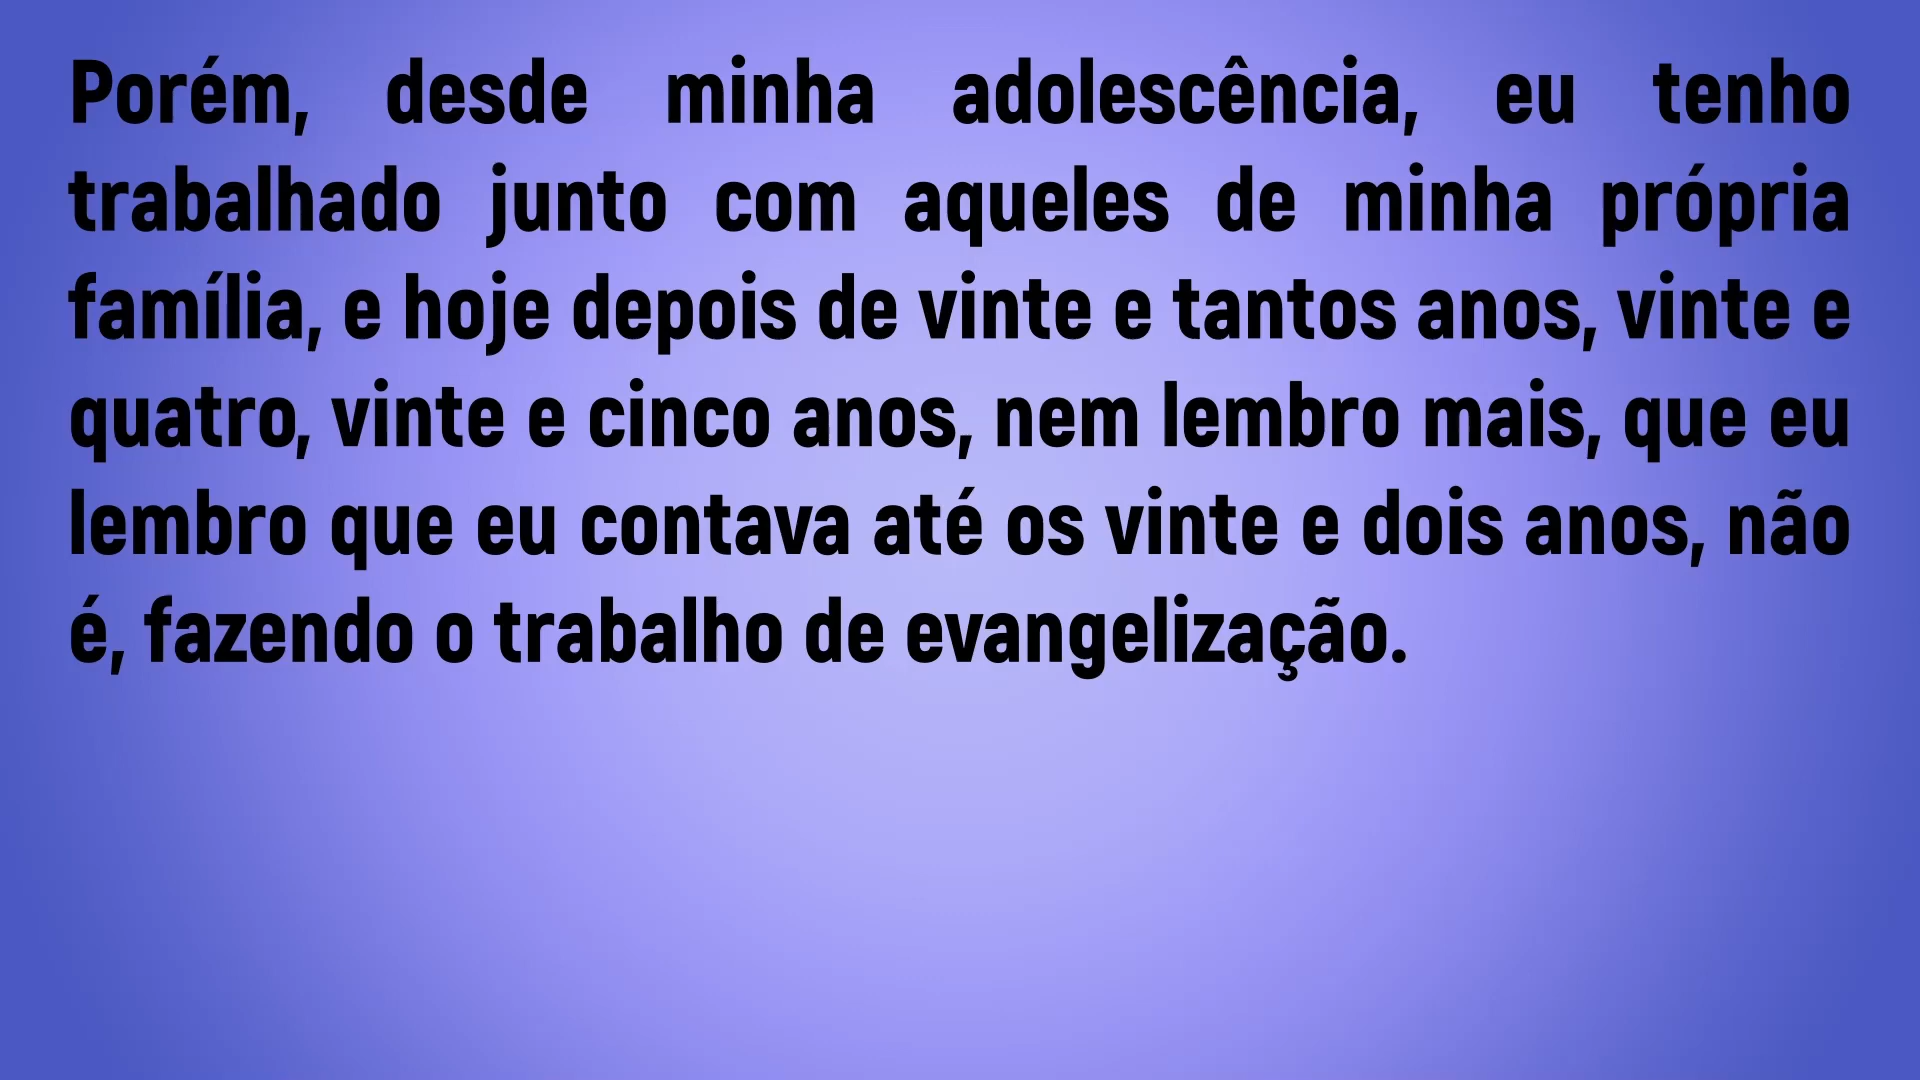 Porém, desde minha adolescência, eu tenho
trabalhado junto com aqueles de minha própria
família, e hoje depois de vinte e tantos anos, vinte e
quatro, vinte e cinco anos, nem lembro mais, que eu
lembro que eu contava até os vinte e dois anos, não
é, fazendo o trabalho de evangelização.